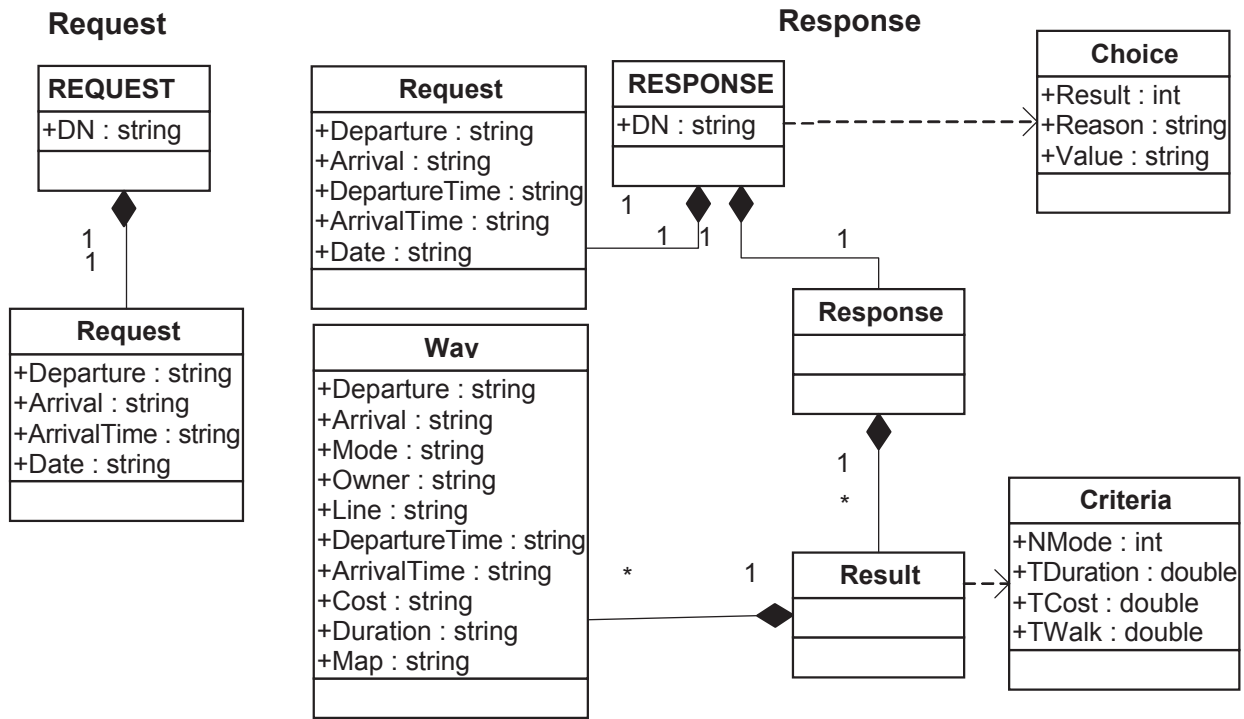 Request
REQUEST
+DN : string
1
1
Request
+Departure : string
+Arrival : string
+ArrivalTime : string
+Date : string
Response
Request
+Departure : string
+Arrival : string
+DepartureTime : string
+ArrivalTime : string
+Date : string
RESPONSE
+DN : string
1
1
1
1
Choice
+Result : int
+Reason : string
+Value : string
Response
1
*
Wav
+Departure : string
+Arrival : string
+Mode : string
+Owner : string
+Line : string
+DepartureTime : string
+ArrivalTime : string
+Cost : string
+Duration : string
+Map : string
*
1
Result
Criteria
+NMode : int
+TDuration : double
+TCost : double
+TWalk : double